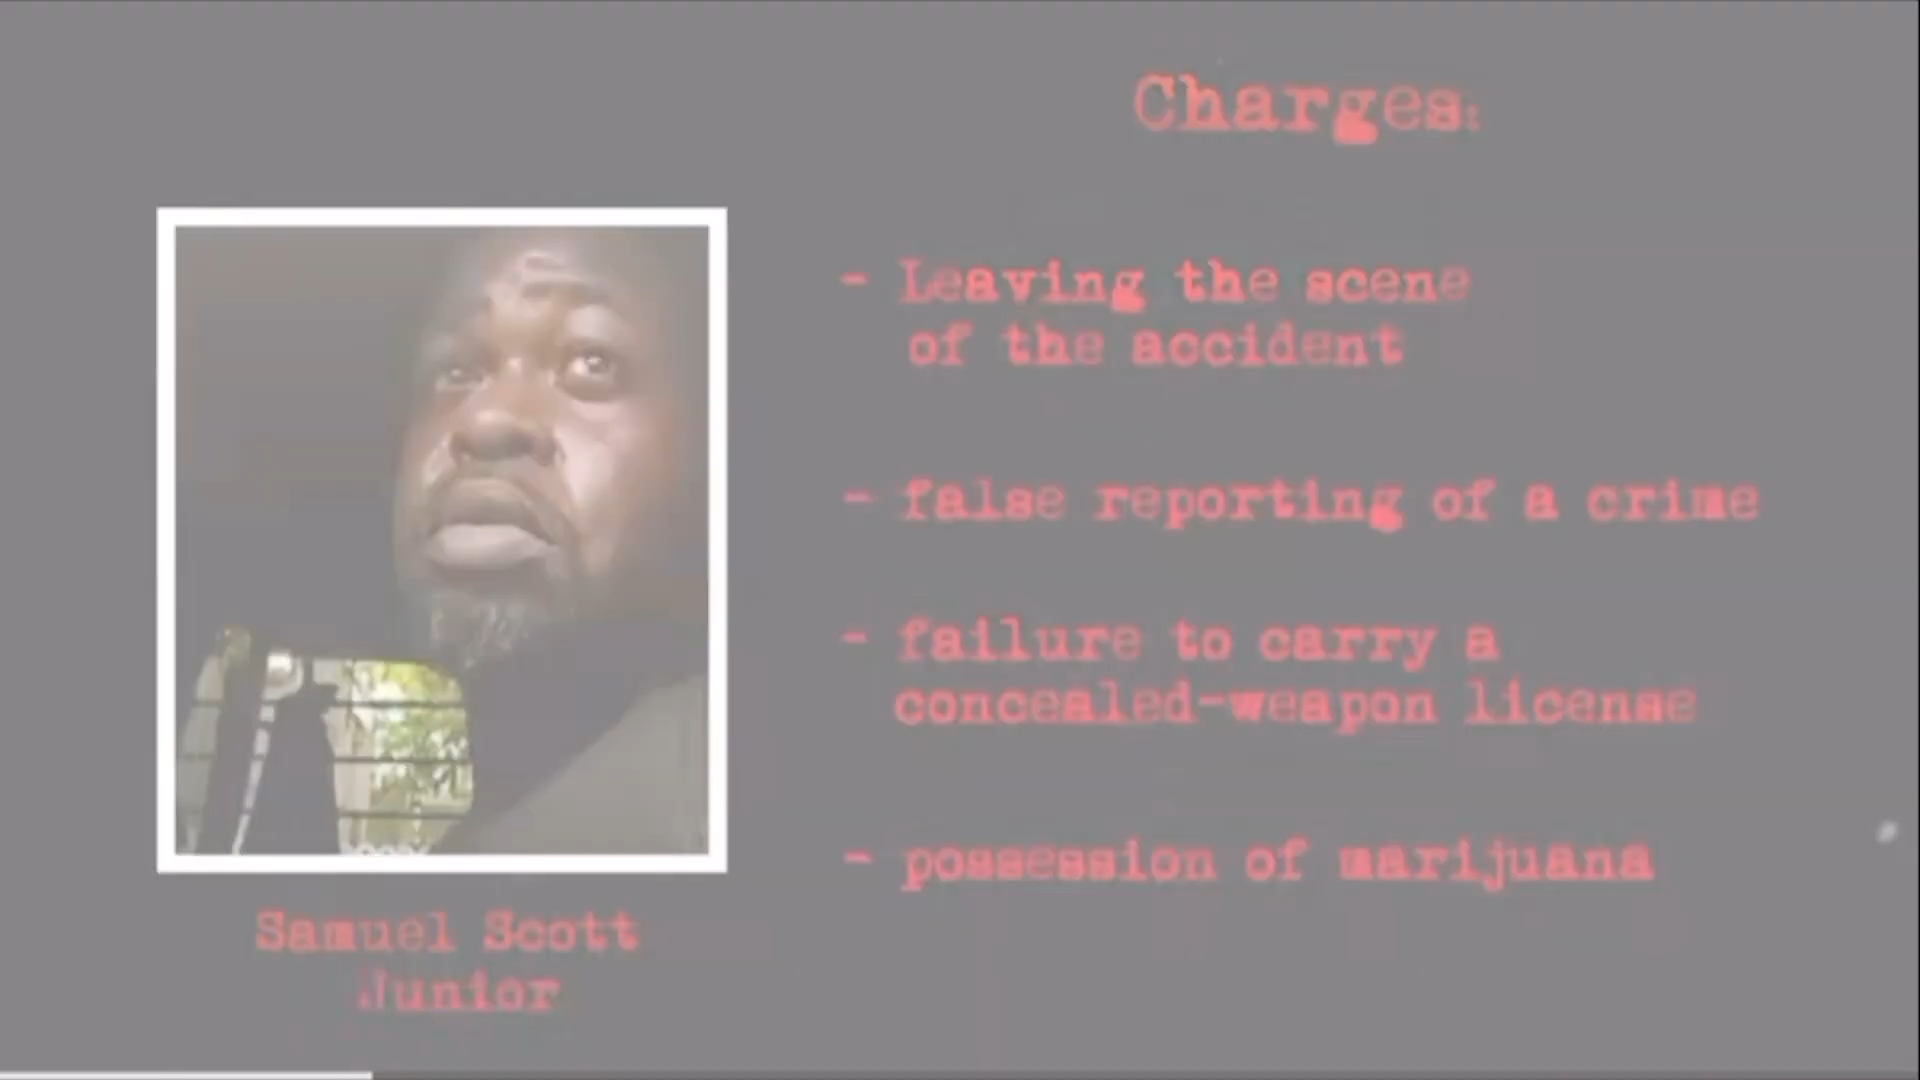 Charges:
- Leaving the scene
of the accident
- false reporting of a crime
- failure to carry a
concealed-weapon license
- possession of marijuana
Samuel Scott
Junior